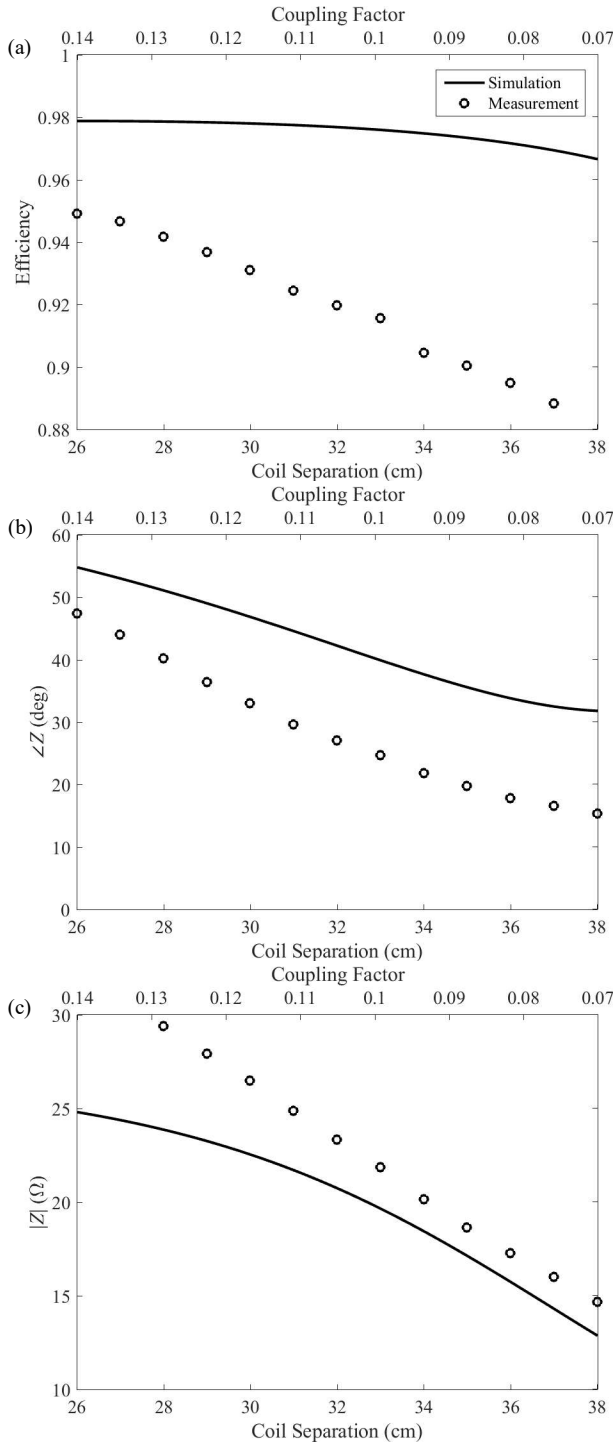 Coupling Factor
0.14 0.13 0.12 0.11 0.1 0.09 0.08 0.07
(a)
1
0.98
0.96
0.94
0.92
0.9
0.88
Efficiency
Simulation
Measurement
26 28 30 32 34 36 38
Coil Separation (cm)
Coupling Factor
0.14 0.13 0.12 0.11 0.1 0.09 0.08 0.07
(b)
60
50
40
30
20
10
0
∠Z (deg)
26 28 30 32 34 36 38
Coil Separation (cm)
Coupling Factor
0.14 0.13 0.12 0.11 0.1 0.09 0.08 0.07
(c)
30
25
20
15
10
|Z| (Ω)
26 28 30 32 34 36 38
Coil Separation (cm)